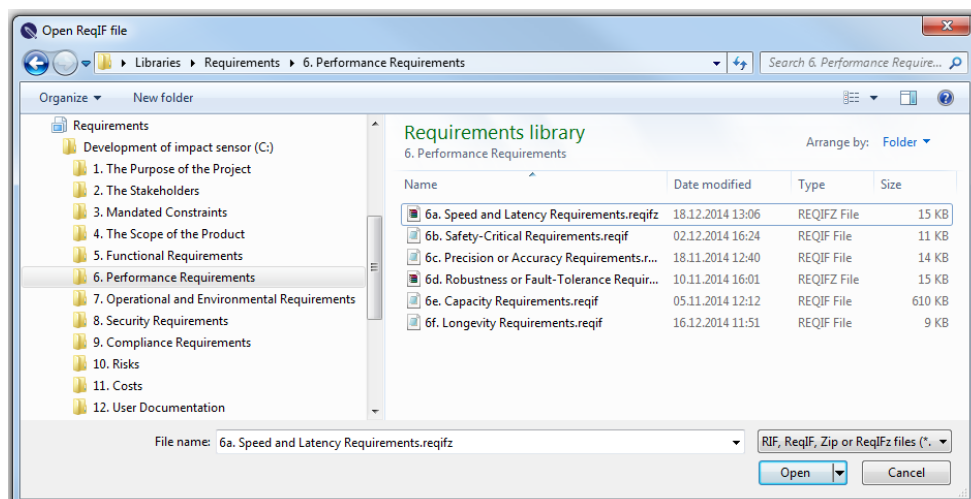 Open ReqIF file
Libraries Requirements 6. Performance Requirements
Search 6. Performance Require...
Organize New folder
Requirements
Development of impact sensor (C:)
1. The Purpose of the Project
2. The Stakeholders
3. Mandated Constraints
4. The Scope of the Product
5. Functional Requirements
6. Performance Requirements
7. Operational and Environmental Requirements
8. Security Requirements
9. Compliance Requirements
10. Risks
11. Costs
12. User Documentation
Requirements library
6. Performance Requirements
Arrange by: Folder
Name Date modified Type Size
6a. Speed and Latency Requirements.reqifz 18.12.2014 13:06 REQIFZ File 15 KB
6b. Safety-Critical Requirements.reqif 02.12.2014 16:24 REQIF File 11 KB
6c. Precision or Accuracy Requirements.r... 18.11.2014 12:40 REQIF File 14 KB
6d. Robustness or Fault-Tolerance Requir... 10.11.2014 16:01 REQIFZ File 15 KB
6e. Capacity Requirements.reqif 05.11.2014 12:12 REQIF File 610 KB
6f. Longevity Requirements.reqif 16.12.2014 11:51 REQIF File 9 KB
File name: 6a. Speed and Latency Requirements.reqifz
RIF, ReqIF, Zip or ReqIFz files (*.
Open Cancel